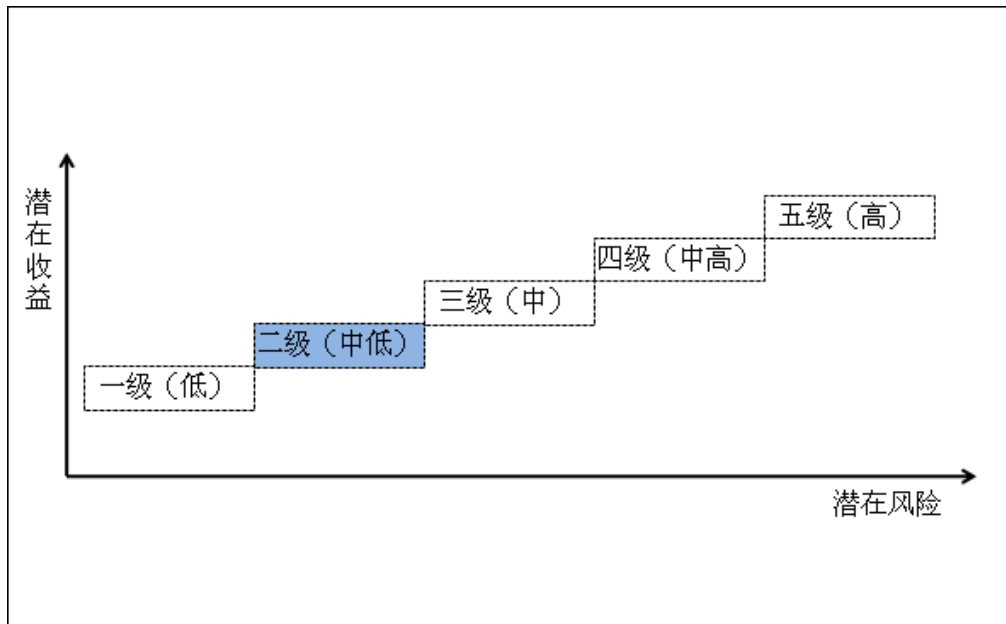 潜在收益
五级（高）
四级（中高）
三级（中）
二级（中低）
一级（低）
潜在风险